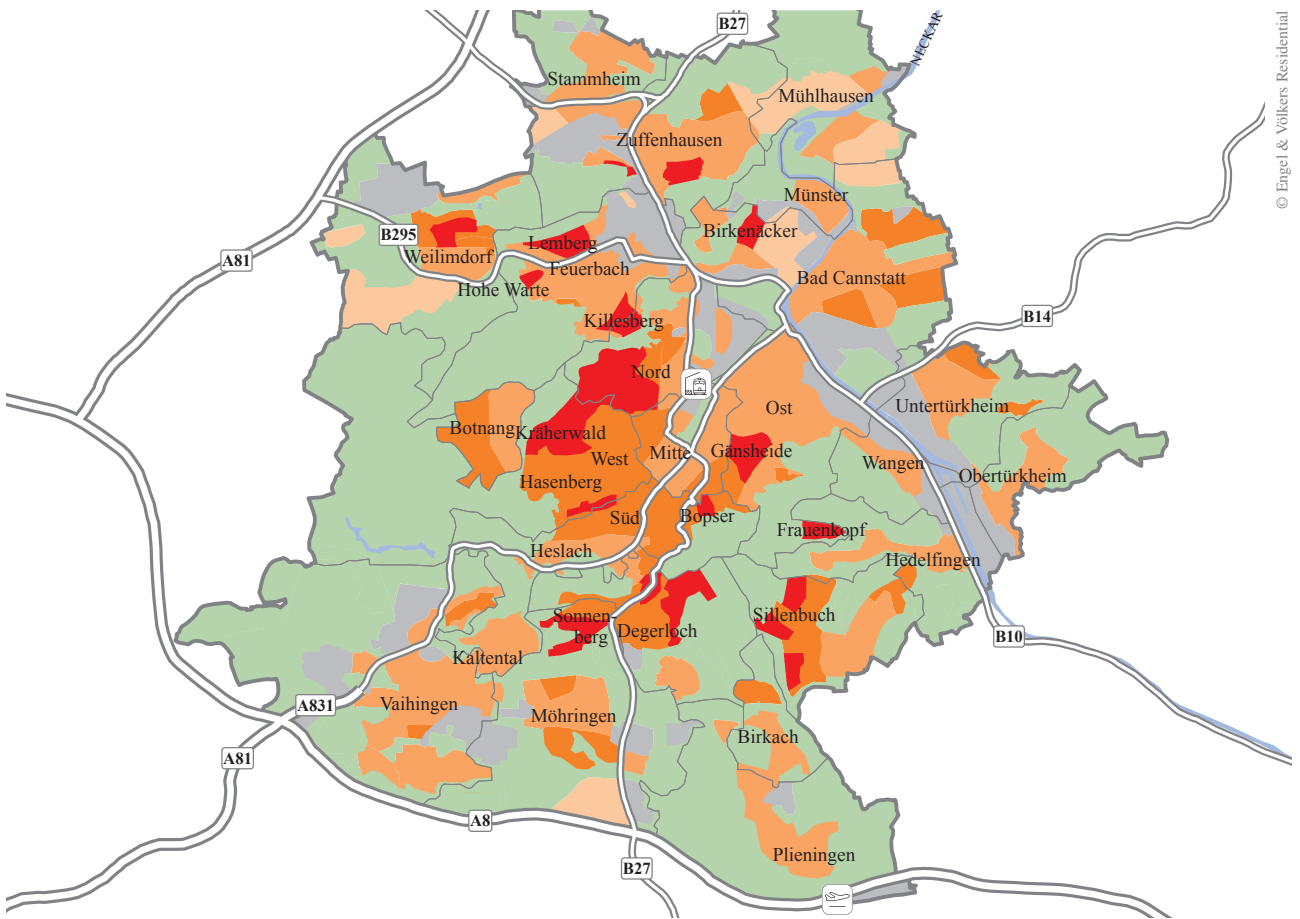 B27
NECKAR
© Engel & Völkers Residential
Stammheim
Mühlhausen
Zuffenhausen
Münster
B295
Birkenäcker
Lemberg
A81
Weilimdorf
Feuerbach
Bad Cannstatt
Hohe Warte
Killesberg
B14
Nord
Ost
Untertürkheim
Botnang
Kräherwald
Mitte
Gänsheide
West
Wangen
Hasenberg
Obertürkheim
Süd
Bopser
Frauenkopf
Heslach
Hedelfingen
Sonnen-
berg
Degerloch
Sillenbuch
B10
Kaltental
A831
Vaihingen
Möhringen
Birkach
A81
A8
Plieningen
B27